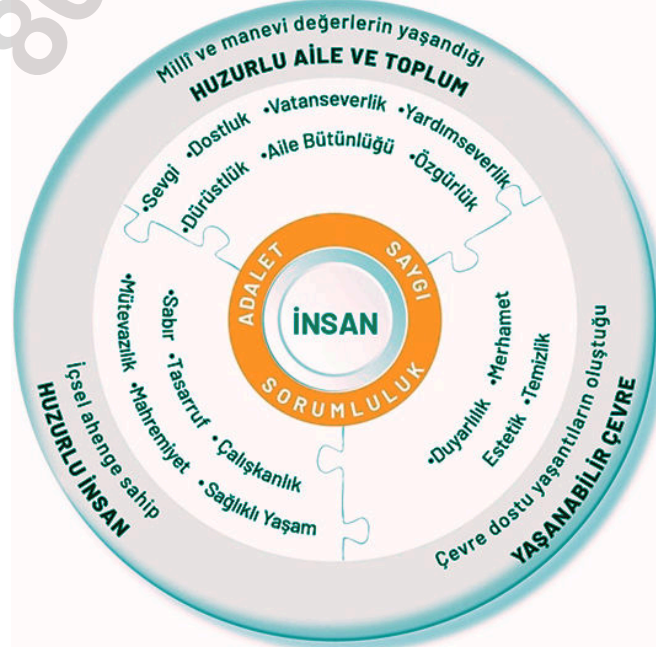 Millî ve manevi değerlerin yaşandığı
HUZURLU AİLE VE TOPLUM
•Sevgi •Dostluk •Vatanseverlik •Yardımseverlik
•Dürüstlük •Aile Bütünlüğü •Özgürlük
ADALET
SAYGI
SORUMLULUK
İNSAN
•Mütevazılık •Mahremiyet •Sağlıklı Yaşam
•Sabır •Tasarruf •Çalışkanlık
İçsel ahenge sahip
HUZURLU İNSAN
•Duyarlılık •Merhamet
Estetik •Temizlik
Çevre dostu yaşantıların oluştuğu
YAŞANABİLİR ÇEVRE